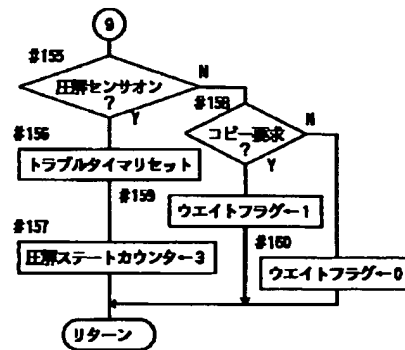 9
#155
圧解センサオン
?
N
Y
#158
コピー要求
?
N
Y
#156
トラブルタイマリセット
#159
ウエイトフラグ←1
#157
圧解ステートカウンタ←3
#160
ウエイトフラグ←0
リターン